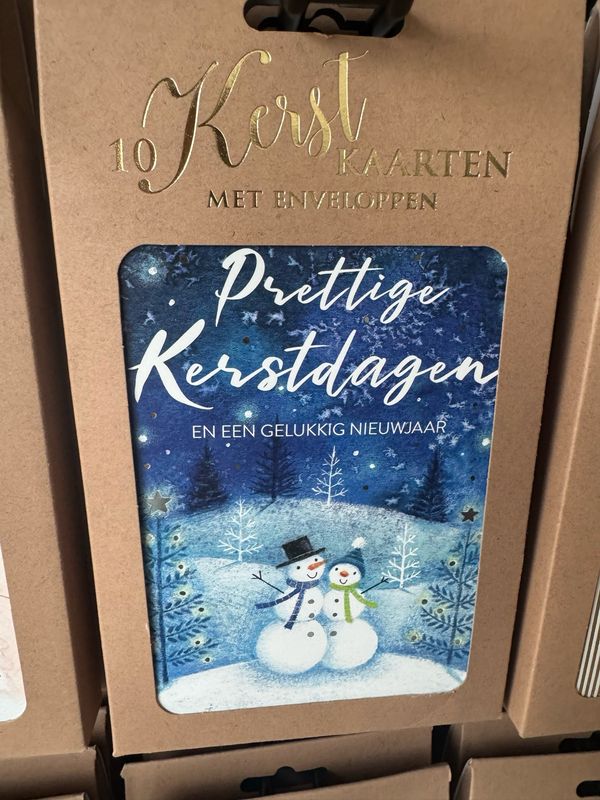 10 Kerst
KAARTEN
MET ENVELOPPEN
Prettige
Kerstdagen
EN EEN GELUKKIG NIEUWJAAR